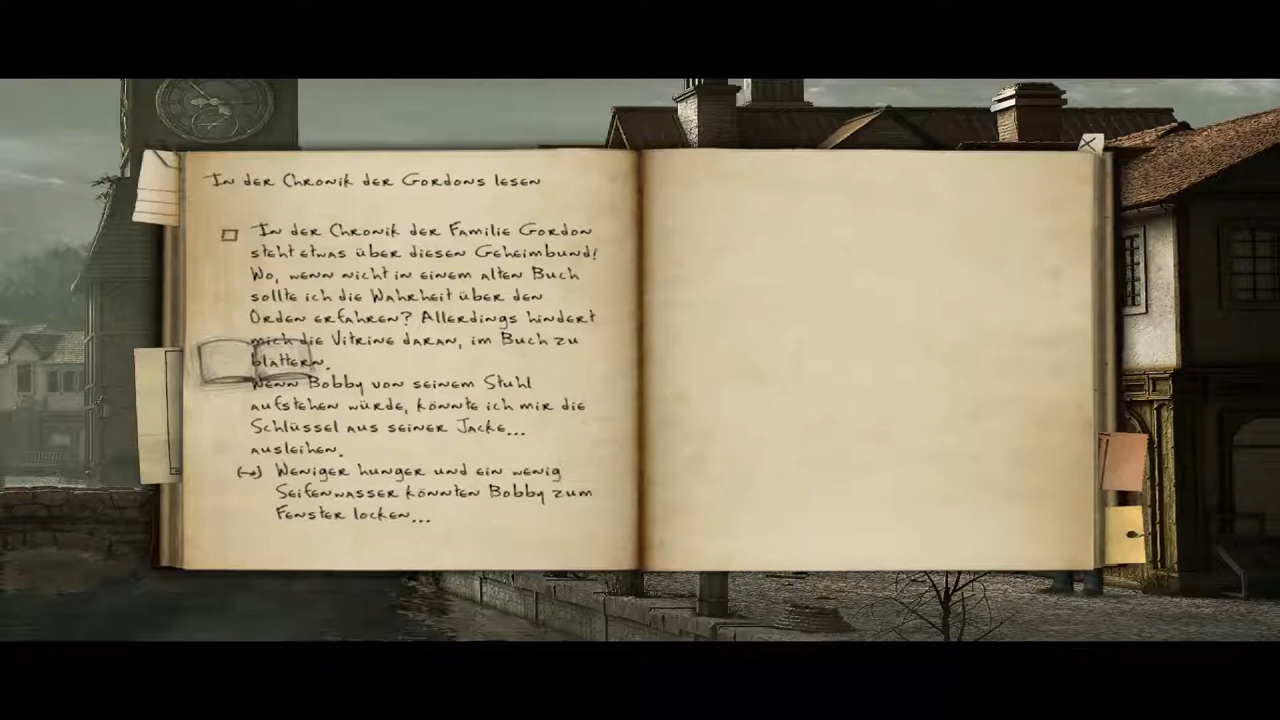 In der Chronik der Gordons lesen
In der Chronik der Familie Gordon
steht etwas über diesen Geheimbund!
Wo, wenn nicht in einem alten Buch
sollte ich die Wahrheit über den
Orden erfahren? Allerdings hindert
mich die Vitrine daran, im Buch zu
blättern.
Wenn Bobby von seinem Stuhl
aufstehen würde, könnte ich mir die
Schlüssel aus seiner Jacke...
ausleihen.
Weniger hunger und ein wenig
Seifenwasser könnten Bobby zum
Fenster locken...